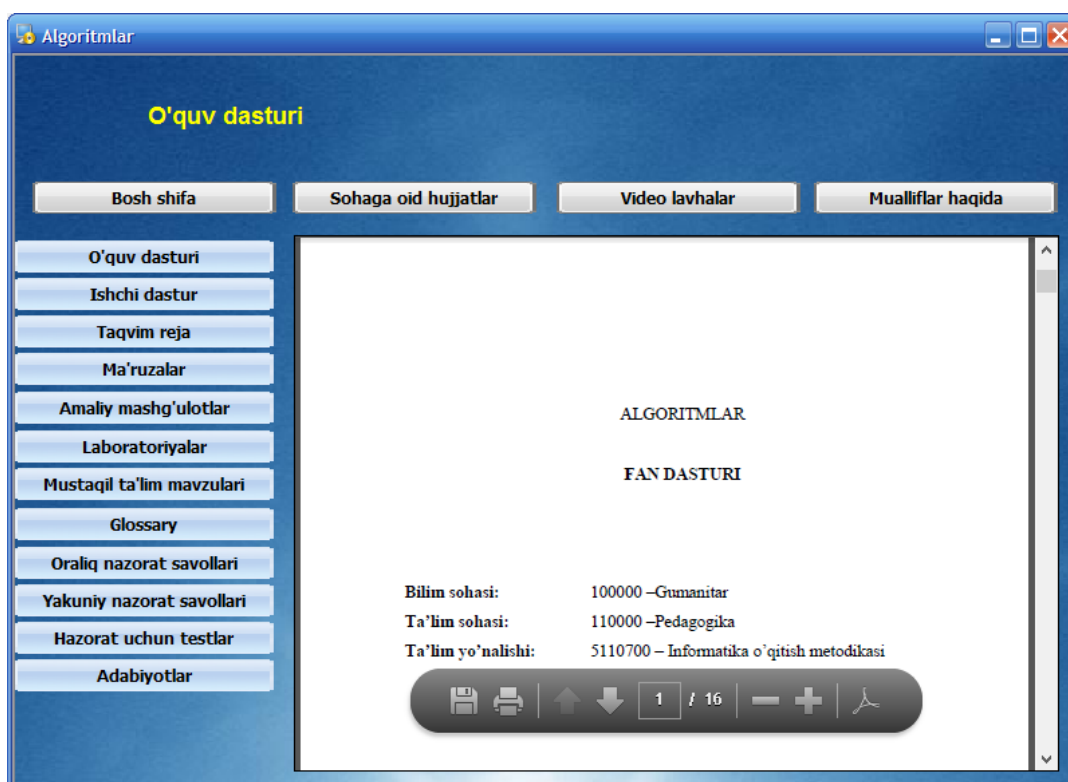 Algoritmlar
O'quv dasturi
Bosh shifa
Sohaga oid hujjatlar
Video lavhalar
Mualliflar haqida
O'quv dasturi
Ishchi dastur
Taqvim reja
Ma'ruzalar
Amaliy mashg'ulotlar
Laboratoriyalar
Mustaqil ta'lim mavzulari
Glossary
Oraliq nazorat savollari
Yakuniy nazorat savollari
Hazorat uchun testlar
Adabiyotlar
ALGORITMLAR
FAN DASTURI
Bilim sohasi: 100000 –Gumanitar
Ta’lim sohasi: 110000 –Pedagogika
Ta’lim yo’nalishi: 5110700 – Informatika o’qitish metodikasi
1 / 16